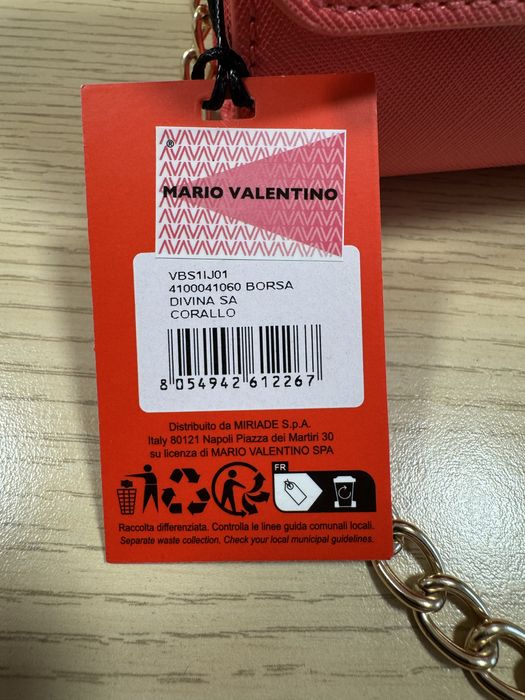 ®
MARIO VALENTINO
VBS1IJ01
4100041060 BORSA
DIVINA SA
CORALLO
8 054942 612267
Distribuito da MIRIADE S.p.A.
Italy 80121 Napoli Piazza dei Martiri 30
su licenza di MARIO VALENTINO SPA
FR
Raccolta differenziata. Controlla le linee guida comunali locali.
Separate waste collection. Check your local municipal guidelines.